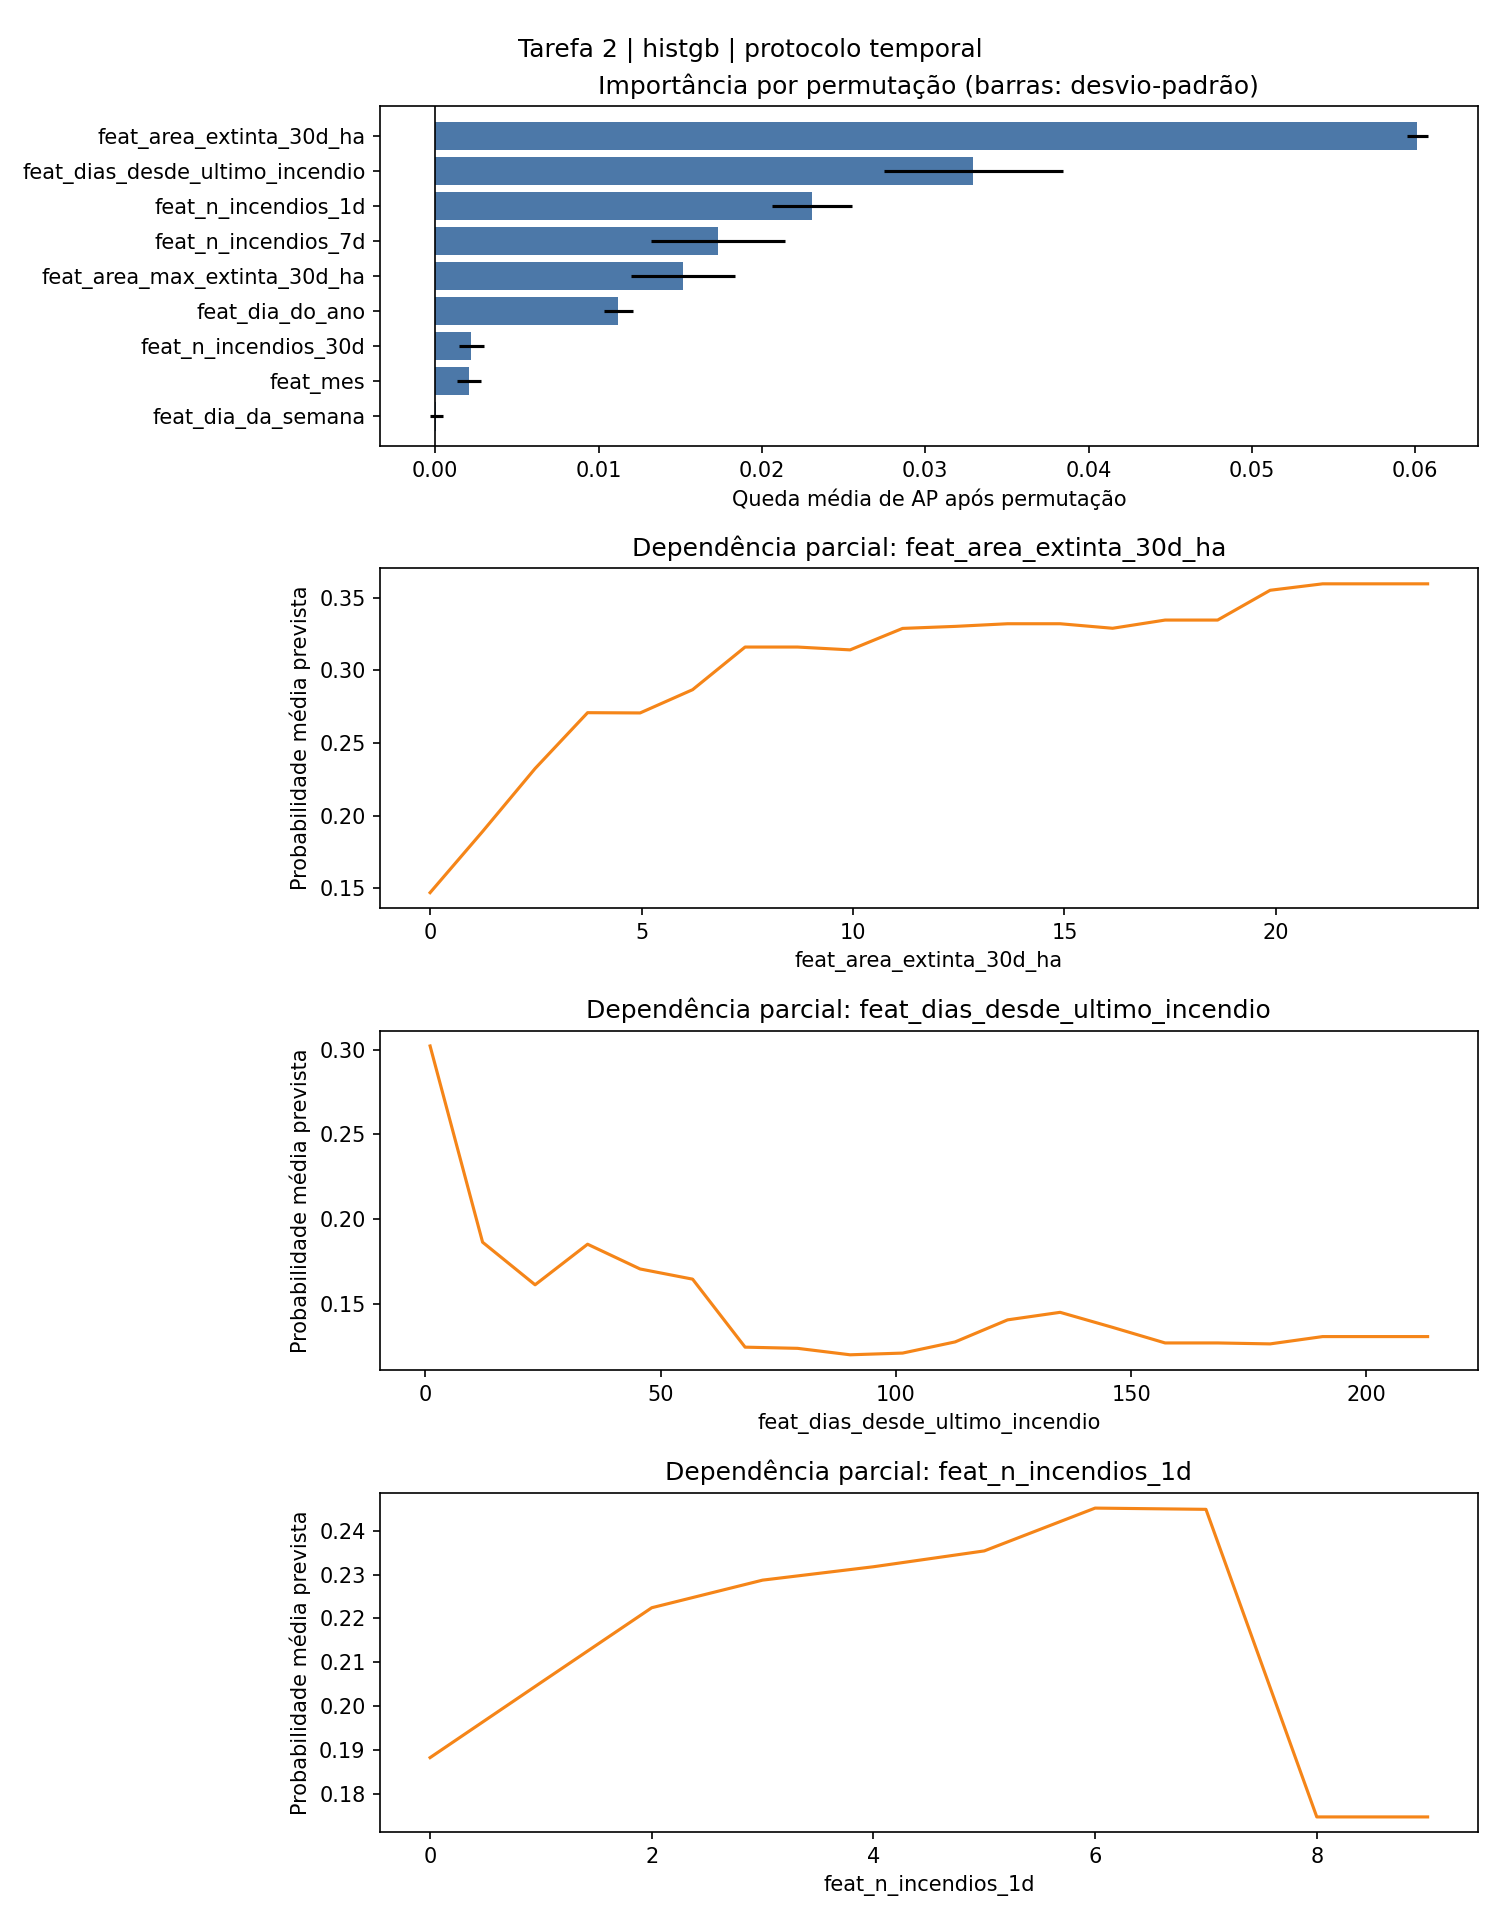 Tarefa 2 | histgb | protocolo temporal
Importância por permutação (barras: desvio-padrão)
feat_area_extinta_30d_ha
feat_dias_desde_ultimo_incendio
feat_n_incendios_1d
feat_n_incendios_7d
feat_area_max_extinta_30d_ha
feat_dia_do_ano
feat_n_incendios_30d
feat_mes
feat_dia_da_semana
0.00 0.01 0.02 0.03 0.04 0.05 0.06
Queda média de AP após permutação
Dependência parcial: feat_area_extinta_30d_ha
Probabilidade média prevista
0.35
0.30
0.25
0.20
0.15
0 5 10 15 20
feat_area_extinta_30d_ha
Dependência parcial: feat_dias_desde_ultimo_incendio
Probabilidade média prevista
0.30
0.25
0.20
0.15
0 50 100 150 200
feat_dias_desde_ultimo_incendio
Dependência parcial: feat_n_incendios_1d
Probabilidade média prevista
0.24
0.23
0.22
0.21
0.20
0.19
0.18
0 2 4 6 8
feat_n_incendios_1d